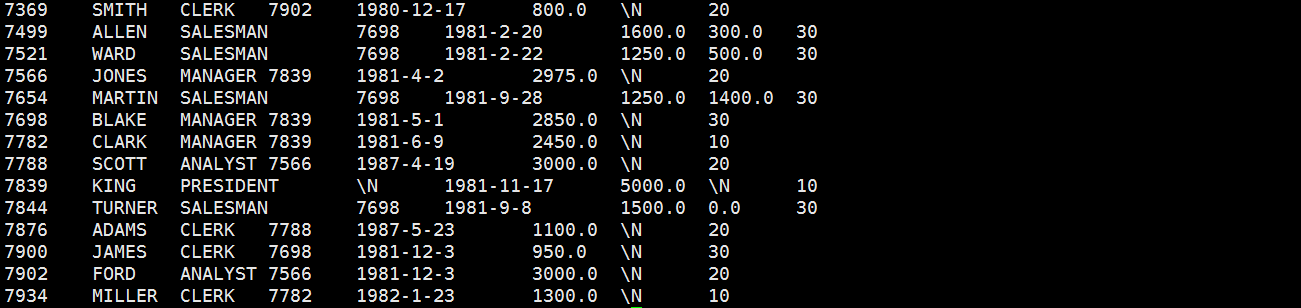 7369	SMITH	CLERK	7902	1980-12-17	800.0	\N	20
7499	ALLEN	SALESMAN	7698	1981-2-20	1600.0	300.0	30
7521	WARD	SALESMAN	7698	1981-2-22	1250.0	500.0	30
7566	JONES	MANAGER	7839	1981-4-2	2975.0	\N	20
7654	MARTIN	SALESMAN	7698	1981-9-28	1250.0	1400.0	30
7698	BLAKE	MANAGER	7839	1981-5-1	2850.0	\N	30
7782	CLARK	MANAGER	7839	1981-6-9	2450.0	\N	10
7788	SCOTT	ANALYST	7566	1987-4-19	3000.0	\N	20
7839	KING	PRESIDENT	\N	1981-11-17	5000.0	\N	10
7844	TURNER	SALESMAN	7698	1981-9-8	1500.0	0.0	30
7876	ADAMS	CLERK	7788	1987-5-23	1100.0	\N	20
7900	JAMES	CLERK	7698	1981-12-3	950.0	\N	30
7902	FORD	ANALYST	7566	1981-12-3	3000.0	\N	20
7934	MILLER	CLERK	7782	1982-1-23	1300.0	\N	10